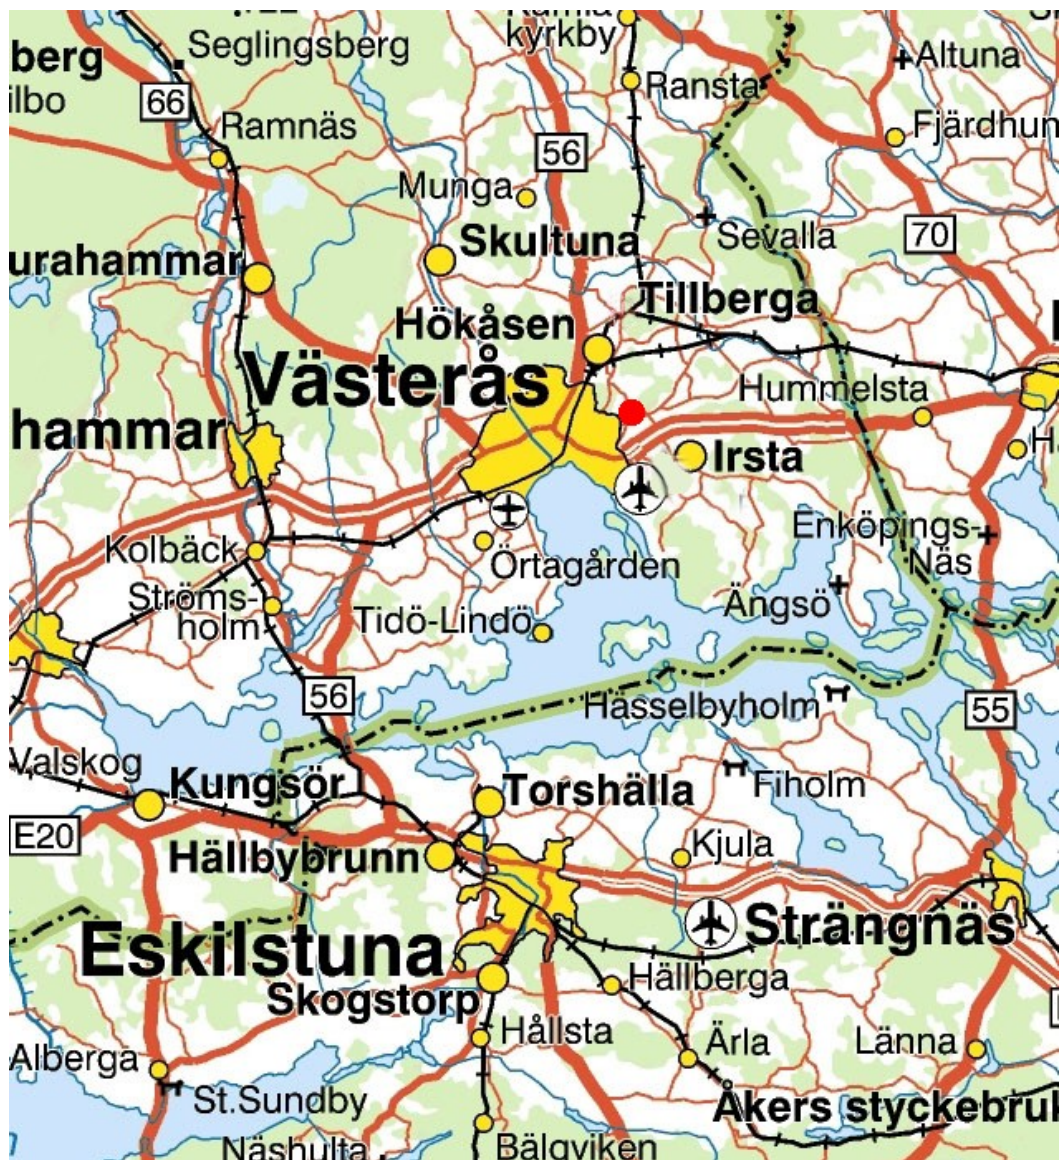 kyrkby
Seglingsberg
berg
ilbo
66
Altuna
Ransta
Ramnäs
Fjärdhun
56
Munga
Sevalla
70
Skultuna
urahammar
Tillberga
Hökåsen
Västerås
Hummelsta
hammar
Irsta
Enköpings-
Näs
Kolbäck
Örtagården
Ströms-
holm
Ängsö
Tidö-Lindö
56
Hässelbyholm
55
Valskog
Kungsör
Torshälla
Fiholm
E20
Kjula
Hällbybrunn
Strängnäs
Eskilstuna
Hällberga
Skogstorp
Hållsta
Ärla
Länna
Alberga
St.Sundby
Åkers styckebruk
Näshulta
Bälgviken